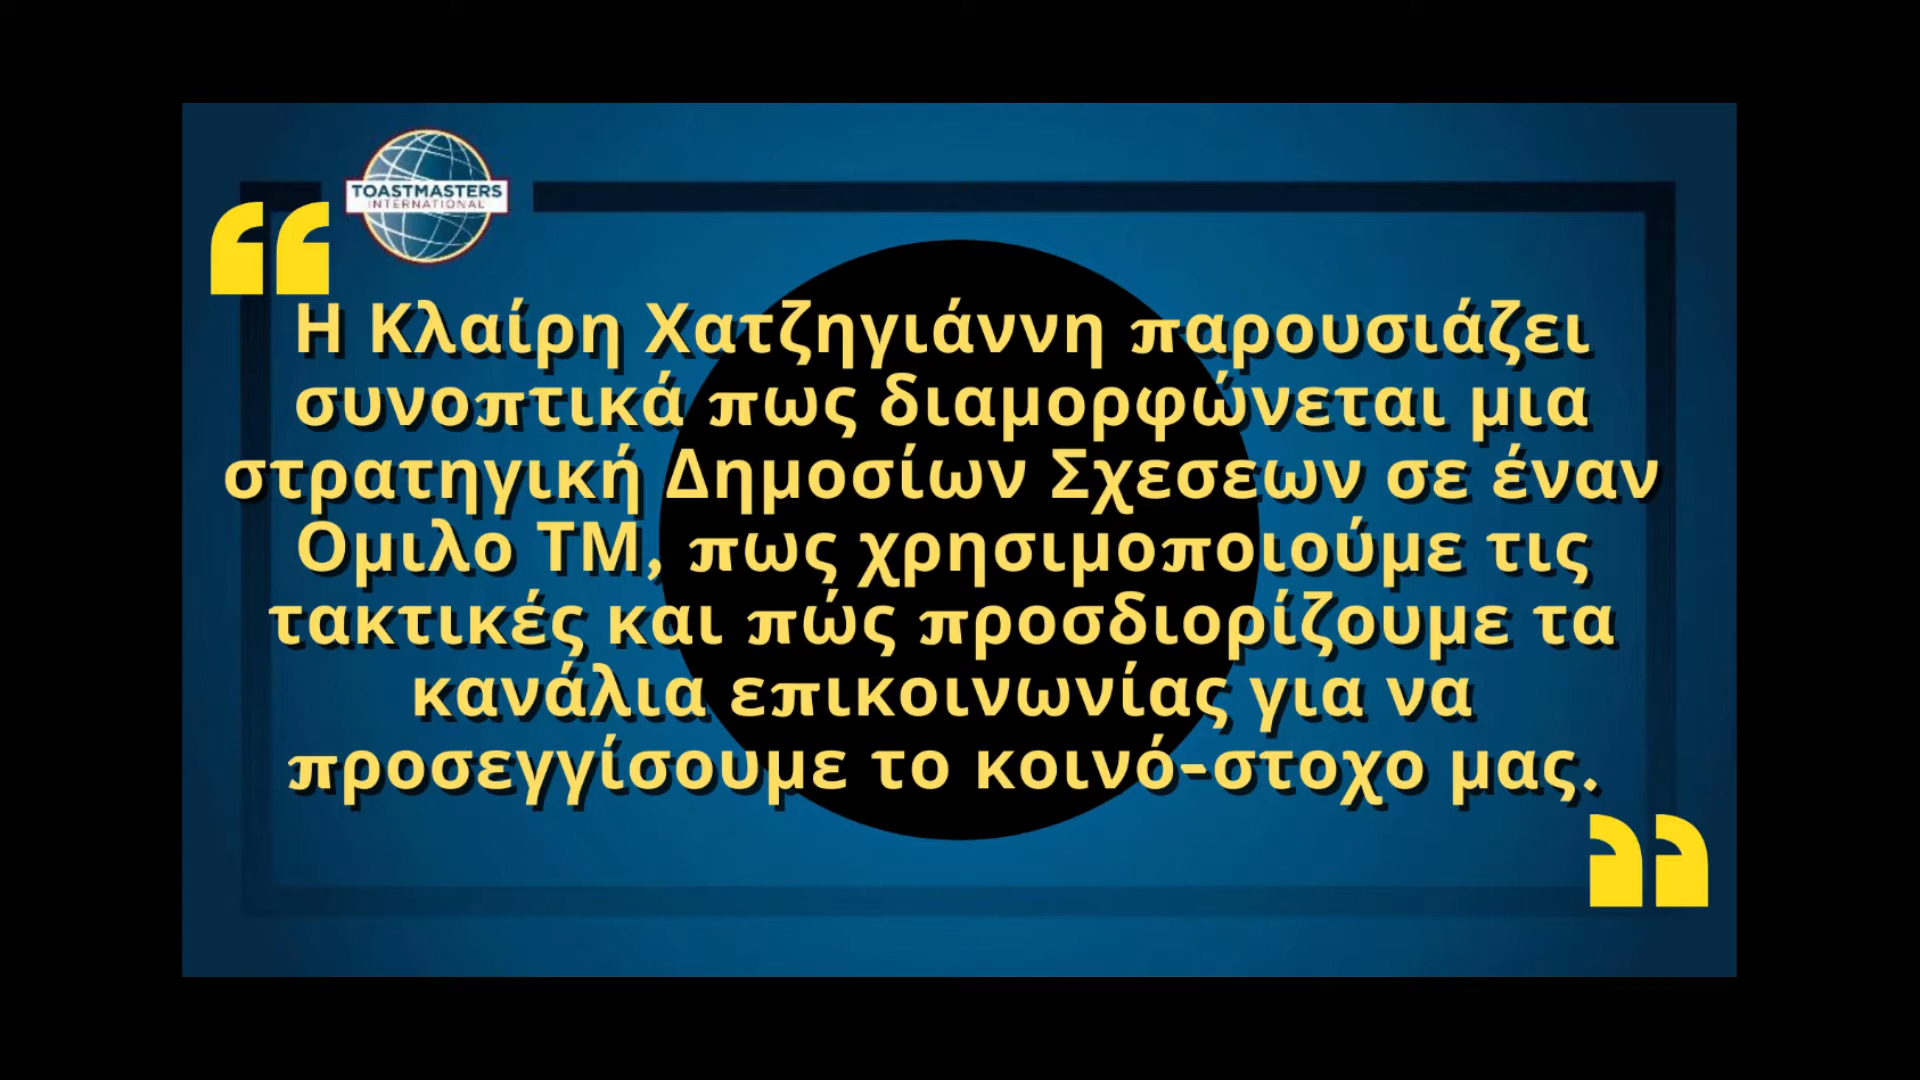 TOASTMASTERS
INTERNATIONAL
Η Κλαίρη Χατζηγιάννη παρουσιάζει
συνοπτικά πως διαμορφώνεται μια
στρατηγική Δημοσίων Σχεσεων σε έναν
Ομιλο ΤΜ, πως χρησιμοποιούμε τις
τακτικές και πώς προσδιορίζουμε τα
κανάλια επικοινωνίας για να
προσεγγίσουμε το κοινό-στοχο μας.